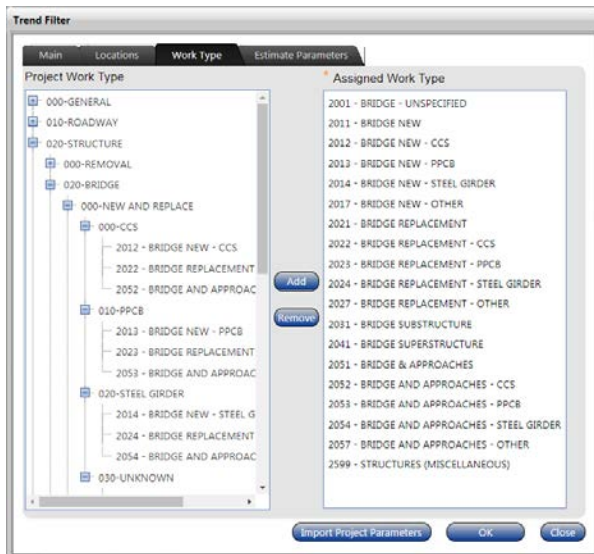 Trend Filter
Main Locations Work Type Estimate Parameters
Project Work Type
000-GENERAL
010-ROADWAY
020-STRUCTURE
000-REMOVAL
020-BRIDGE
000-NEW AND REPLACE
000-CCS
2012 - BRIDGE NEW - CCS
2022 - BRIDGE REPLACEMENT
2052 - BRIDGE AND APPROAC
010-PPCB
2013 - BRIDGE NEW - PPCB
2023 - BRIDGE REPLACEMENT
2053 - BRIDGE AND APPROAC
020-STEEL GIRDER
2014 - BRIDGE NEW - STEEL G
2024 - BRIDGE REPLACEMENT
2054 - BRIDGE AND APPROAC
030-UNKNOWN
Add
Remove
* Assigned Work Type
2001 - BRIDGE - UNSPECIFIED
2011 - BRIDGE NEW
2012 - BRIDGE NEW - CCS
2013 - BRIDGE NEW - PPCB
2014 - BRIDGE NEW - STEEL GIRDER
2017 - BRIDGE NEW - OTHER
2021 - BRIDGE REPLACEMENT
2022 - BRIDGE REPLACEMENT - CCS
2023 - BRIDGE REPLACEMENT - PPCB
2024 - BRIDGE REPLACEMENT - STEEL GIRDER
2027 - BRIDGE REPLACEMENT - OTHER
2031 - BRIDGE SUBSTRUCTURE
2041 - BRIDGE SUPERSTRUCTURE
2051 - BRIDGE & APPROACHES
2052 - BRIDGE AND APPROACHES - CCS
2053 - BRIDGE AND APPROACHES - PPCB
2054 - BRIDGE AND APPROACHES - STEEL GIRDER
2057 - BRIDGE AND APPROACHES - OTHER
2599 - STRUCTURES (MISCELLANEOUS)
Import Project Parameters OK Close